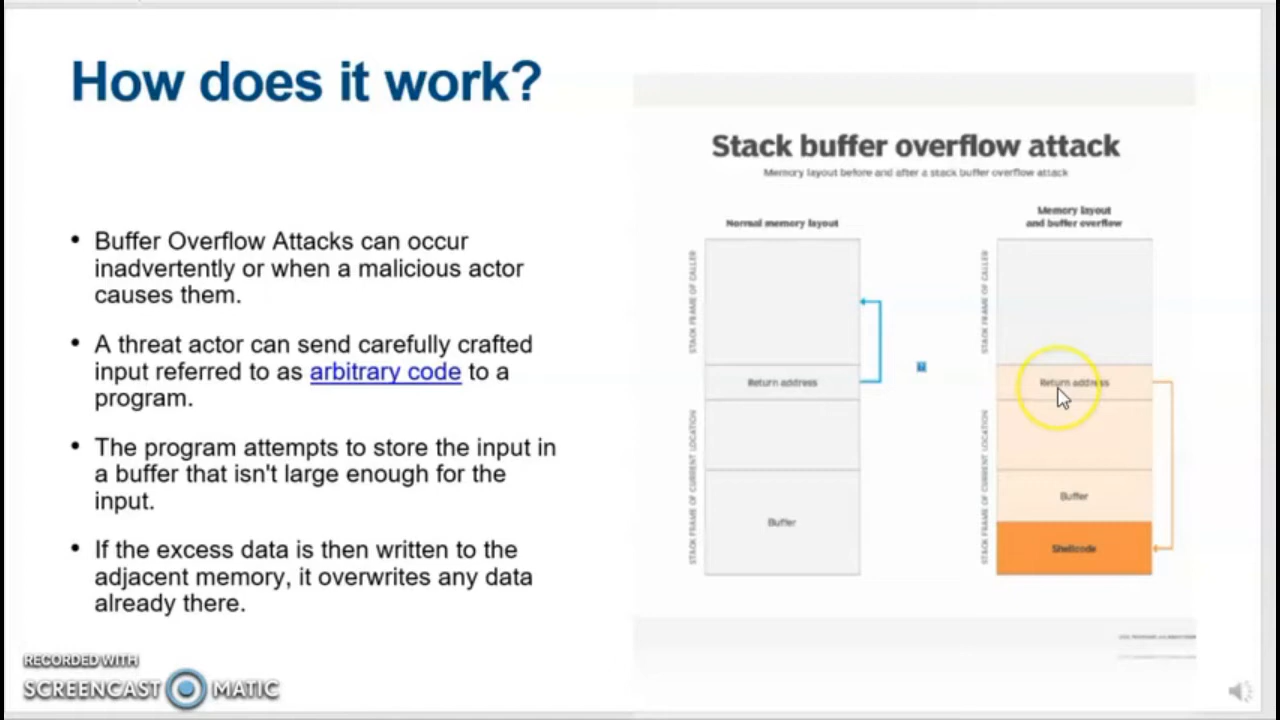 How does it work?
• Buffer Overflow Attacks can occur
inadvertently or when a malicious actor
causes them.
• A threat actor can send carefully crafted
input referred to as arbitrary code to a
program.
• The program attempts to store the input in
a buffer that isn't large enough for the
input.
• If the excess data is then written to the
adjacent memory, it overwrites any data
already there.
Stack buffer overflow attack
Memory layout before and after a stack buffer overflow attack
Normal memory layout
STACK FRAME OF CALLER
Return address
STACK FRAME OF CURRENT LOCATION
Buffer
Memory layout
and buffer overflow
STACK FRAME OF CALLER
Return address
STACK FRAME OF CURRENT LOCATION
Buffer
Shellcode
RECORDED WITH
SCREENCAST MATIC